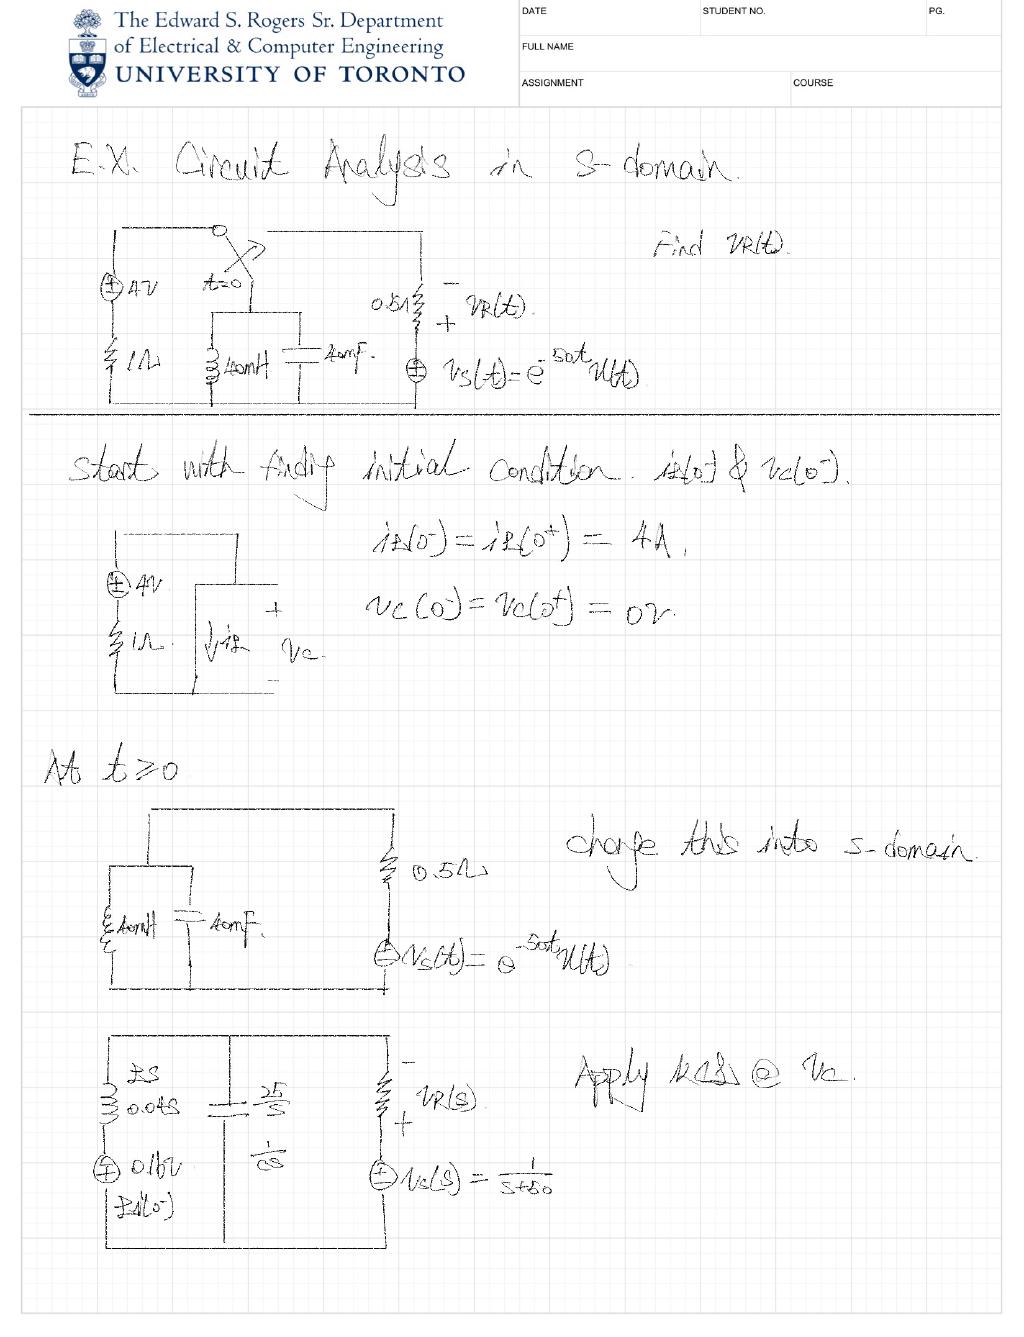 The Edward S. Rogers Sr. Department
of Electrical & Computer Engineering
UNIVERSITY OF TORONTO
DATE
STUDENT NO.
PG.
FULL NAME
ASSIGNMENT
COURSE
E.X. Circuit Analysis in s-domain.
Find VR(t).
4V
t=0
0.5Ω
−
VR(t).
+
1Ω
40mH
40mF.
vs(t)=e^-50t u(t)
start with finding initial condition. iL(0-) & vc(0-).
iL(0-) = iL(0+) = 4A.
4V
+
vc(0-) = vc(0+) = 0V.
1Ω
↓iL
Vc
−
At t≥0
change this into s-domain.
0.5Ω
40mH
40mF.
vs(t) = e^-50t u(t)
Apply KCL @ Vc.
LS
0.04S
25/S
−
VR(s)
+
1/CS
0.16V
Vs(s) = 1/S+50
Li(0-)